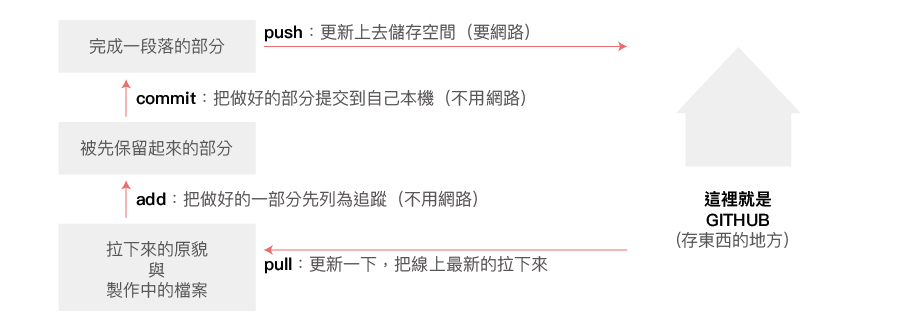 完成一段落的部分
push：更新上去儲存空間（要網路）
commit：把做好的部分提交到自己本機（不用網路）
被先保留起來的部分
add：把做好的一部分先列為追蹤（不用網路）
這裡就是
GITHUB
（存東西的地方）
拉下來的原貌
與
製作中的檔案
pull：更新一下，把線上最新的拉下來